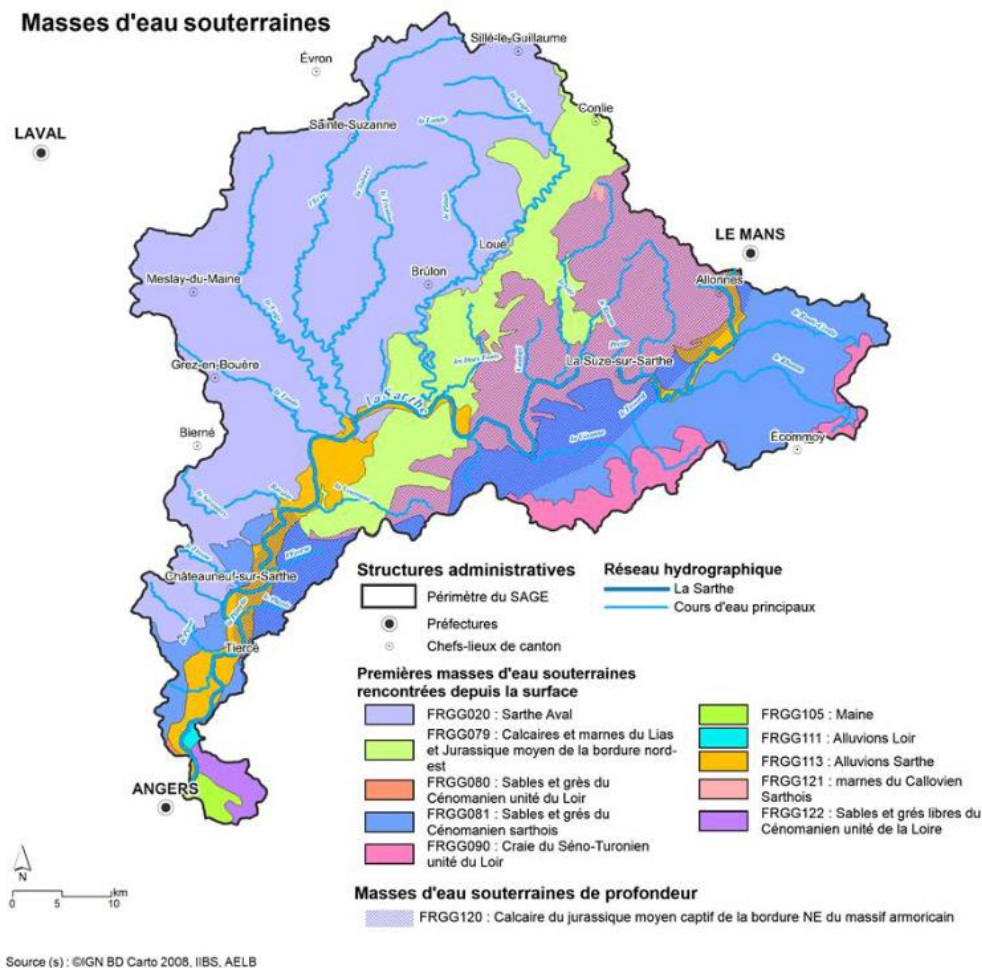 Masses d'eau souterraines
Sillé-le-Guillaume
Évron
Conlie
LAVAL
Sainte-Suzanne
LE MANS
Loué
Brûlon
Meslay-du-Maine
Allonnes
Grez-en-Bouère
La Suze-sur-Sarthe
la Sarthe
les Deux Fonts
Bierné
Écommoy
Châteauneuf-sur-Sarthe
Tiercé
ANGERS
N
km
0 5 10
Structures administratives
Périmètre du SAGE
Préfectures
Chefs-lieux de canton
Réseau hydrographique
La Sarthe
Cours d'eau principaux
Premières masses d'eau souterraines
rencontrées depuis la surface
FRGG020 : Sarthe Aval
FRGG079 : Calcaires et marnes du Lias
et Jurassique moyen de la bordure nord-
est
FRGG080 : Sables et grès du
Cénomanien unité du Loir
FRGG081 : Sables et grés du
Cénomanien sarthois
FRGG090 : Craie du Séno-Turonien
unité du Loir
FRGG105 : Maine
FRGG111 : Alluvions Loir
FRGG113 : Alluvions Sarthe
FRGG121 : marnes du Callovien
Sarthois
FRGG122 : Sables et grés libres du
Cénomanien unité de la Loire
Masses d'eau souterraines de profondeur
FRGG120 : Calcaire du jurassique moyen captif de la bordure NE du massif armoricain
Source (s) : ©IGN BD Carto 2008, IIBS, AELB